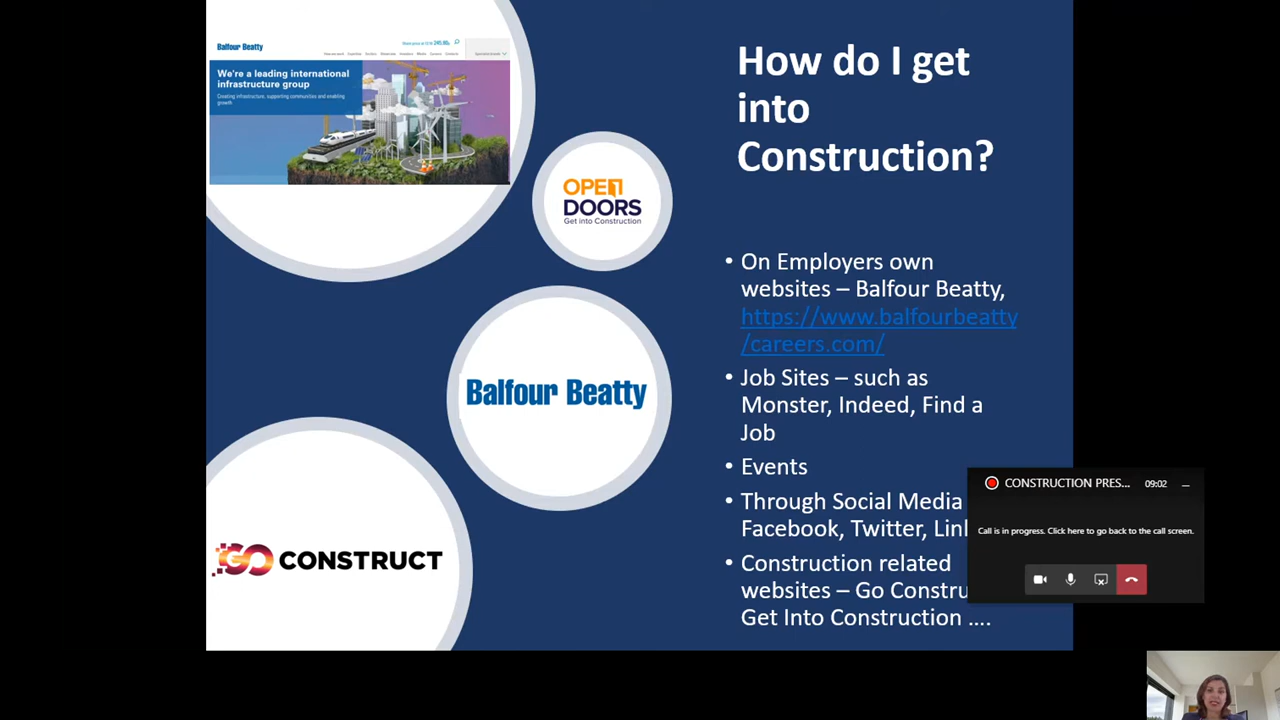 Balfour Beatty
We're a leading international
infrastructure group
Creating infrastructure, supporting communities and enabling
growth
OPEN
DOORS
Get into Construction
Balfour Beatty
GO CONSTRUCT
How do I get
into
Construction?
• On Employers own
websites – Balfour Beatty,
https://www.balfourbeatty
/careers.com/
• Job Sites – such as
Monster, Indeed, Find a
Job
• Events
• Through Social Media
Facebook, Twitter, Lin
• Construction related
websites – Go Constru
Get Into Construction ….
CONSTRUCTION PRES... 09:02
Call is in progress. Click here to go back to the call screen.